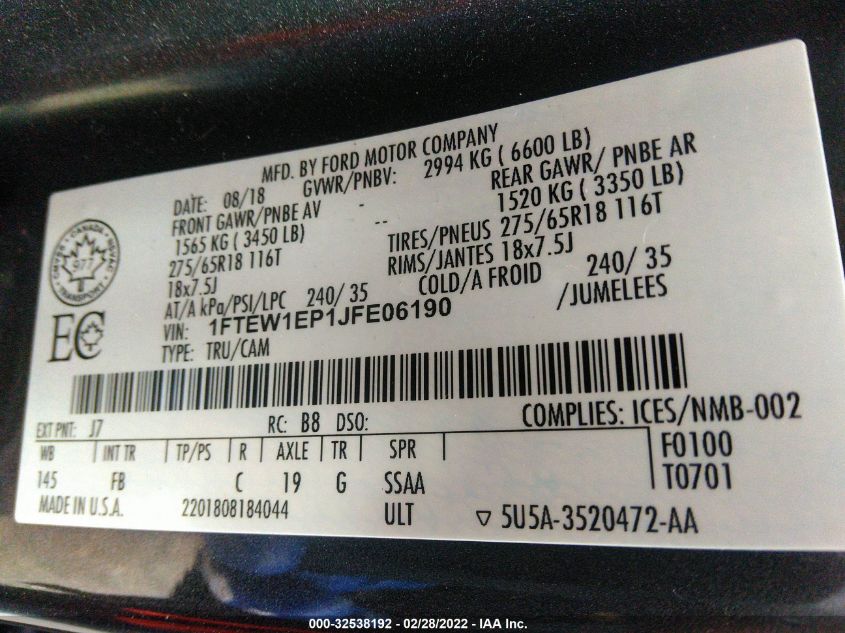 MFD. BY FORD MOTOR COMPANY
DATE: 08/18 GVWR/PNBV: 2994 KG ( 6600 LB)
FRONT GAWR/PNBE AV - REAR GAWR/ PNBE AR
1565 KG ( 3450 LB) -- 1520 KG ( 3350 LB)
275/65R18 116T TIRES/PNEUS 275/65R18 116T
18x7.5J RIMS/JANTES 18x7.5J
AT/A kPa/PSI/LPC 240/ 35 COLD/A FROID 240/ 35
VIN: 1FTEW1EP1JFE06190 /JUMELEES
TYPE: TRU/CAM
CANADA
977
TRANSPORT
EC
EXT PNT: J7 RC: B8 DSO: COMPLIES: ICES/NMB-002
WB INT TR TP/PS R AXLE TR SPR F0100
145 FB C 19 G SSAA T0701
MADE IN U.S.A. 2201808184044 ULT ▽ 5U5A-3520472-AA
000-32538192 - 02/28/2022 - IAA Inc.